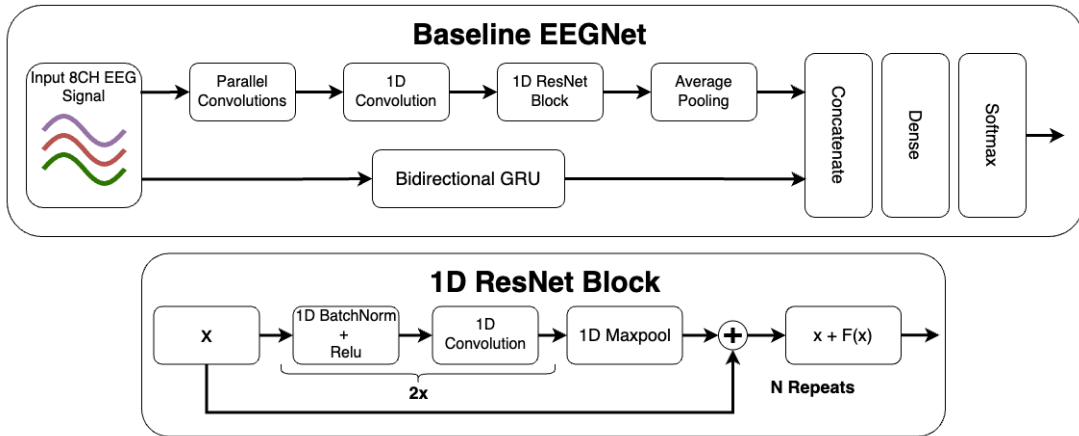 Baseline EEGNet
Input 8CH EEG
Signal
Parallel
Convolutions
1D
Convolution
1D ResNet
Block
Average
Pooling
Bidirectional GRU
Concatenate
Dense
Softmax
1D ResNet Block
X
1D BatchNorm
+
Relu
1D
Convolution
1D Maxpool
+
x + F(x)
2x
N Repeats